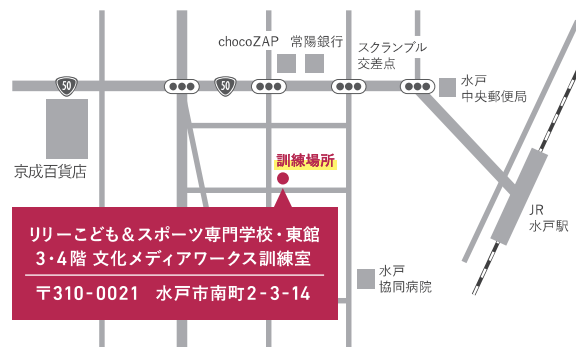 chocoZAP 常陽銀行
スクランブル
交差点
50
50
水戸
中央郵便局
京成百貨店
訓練場所
JR
水戸駅
リリーこども&スポーツ専門学校・東館
3・4階 文化メディアワークス訓練室
〒310-0021 水戸市南町2-3-14
水戸
協同病院